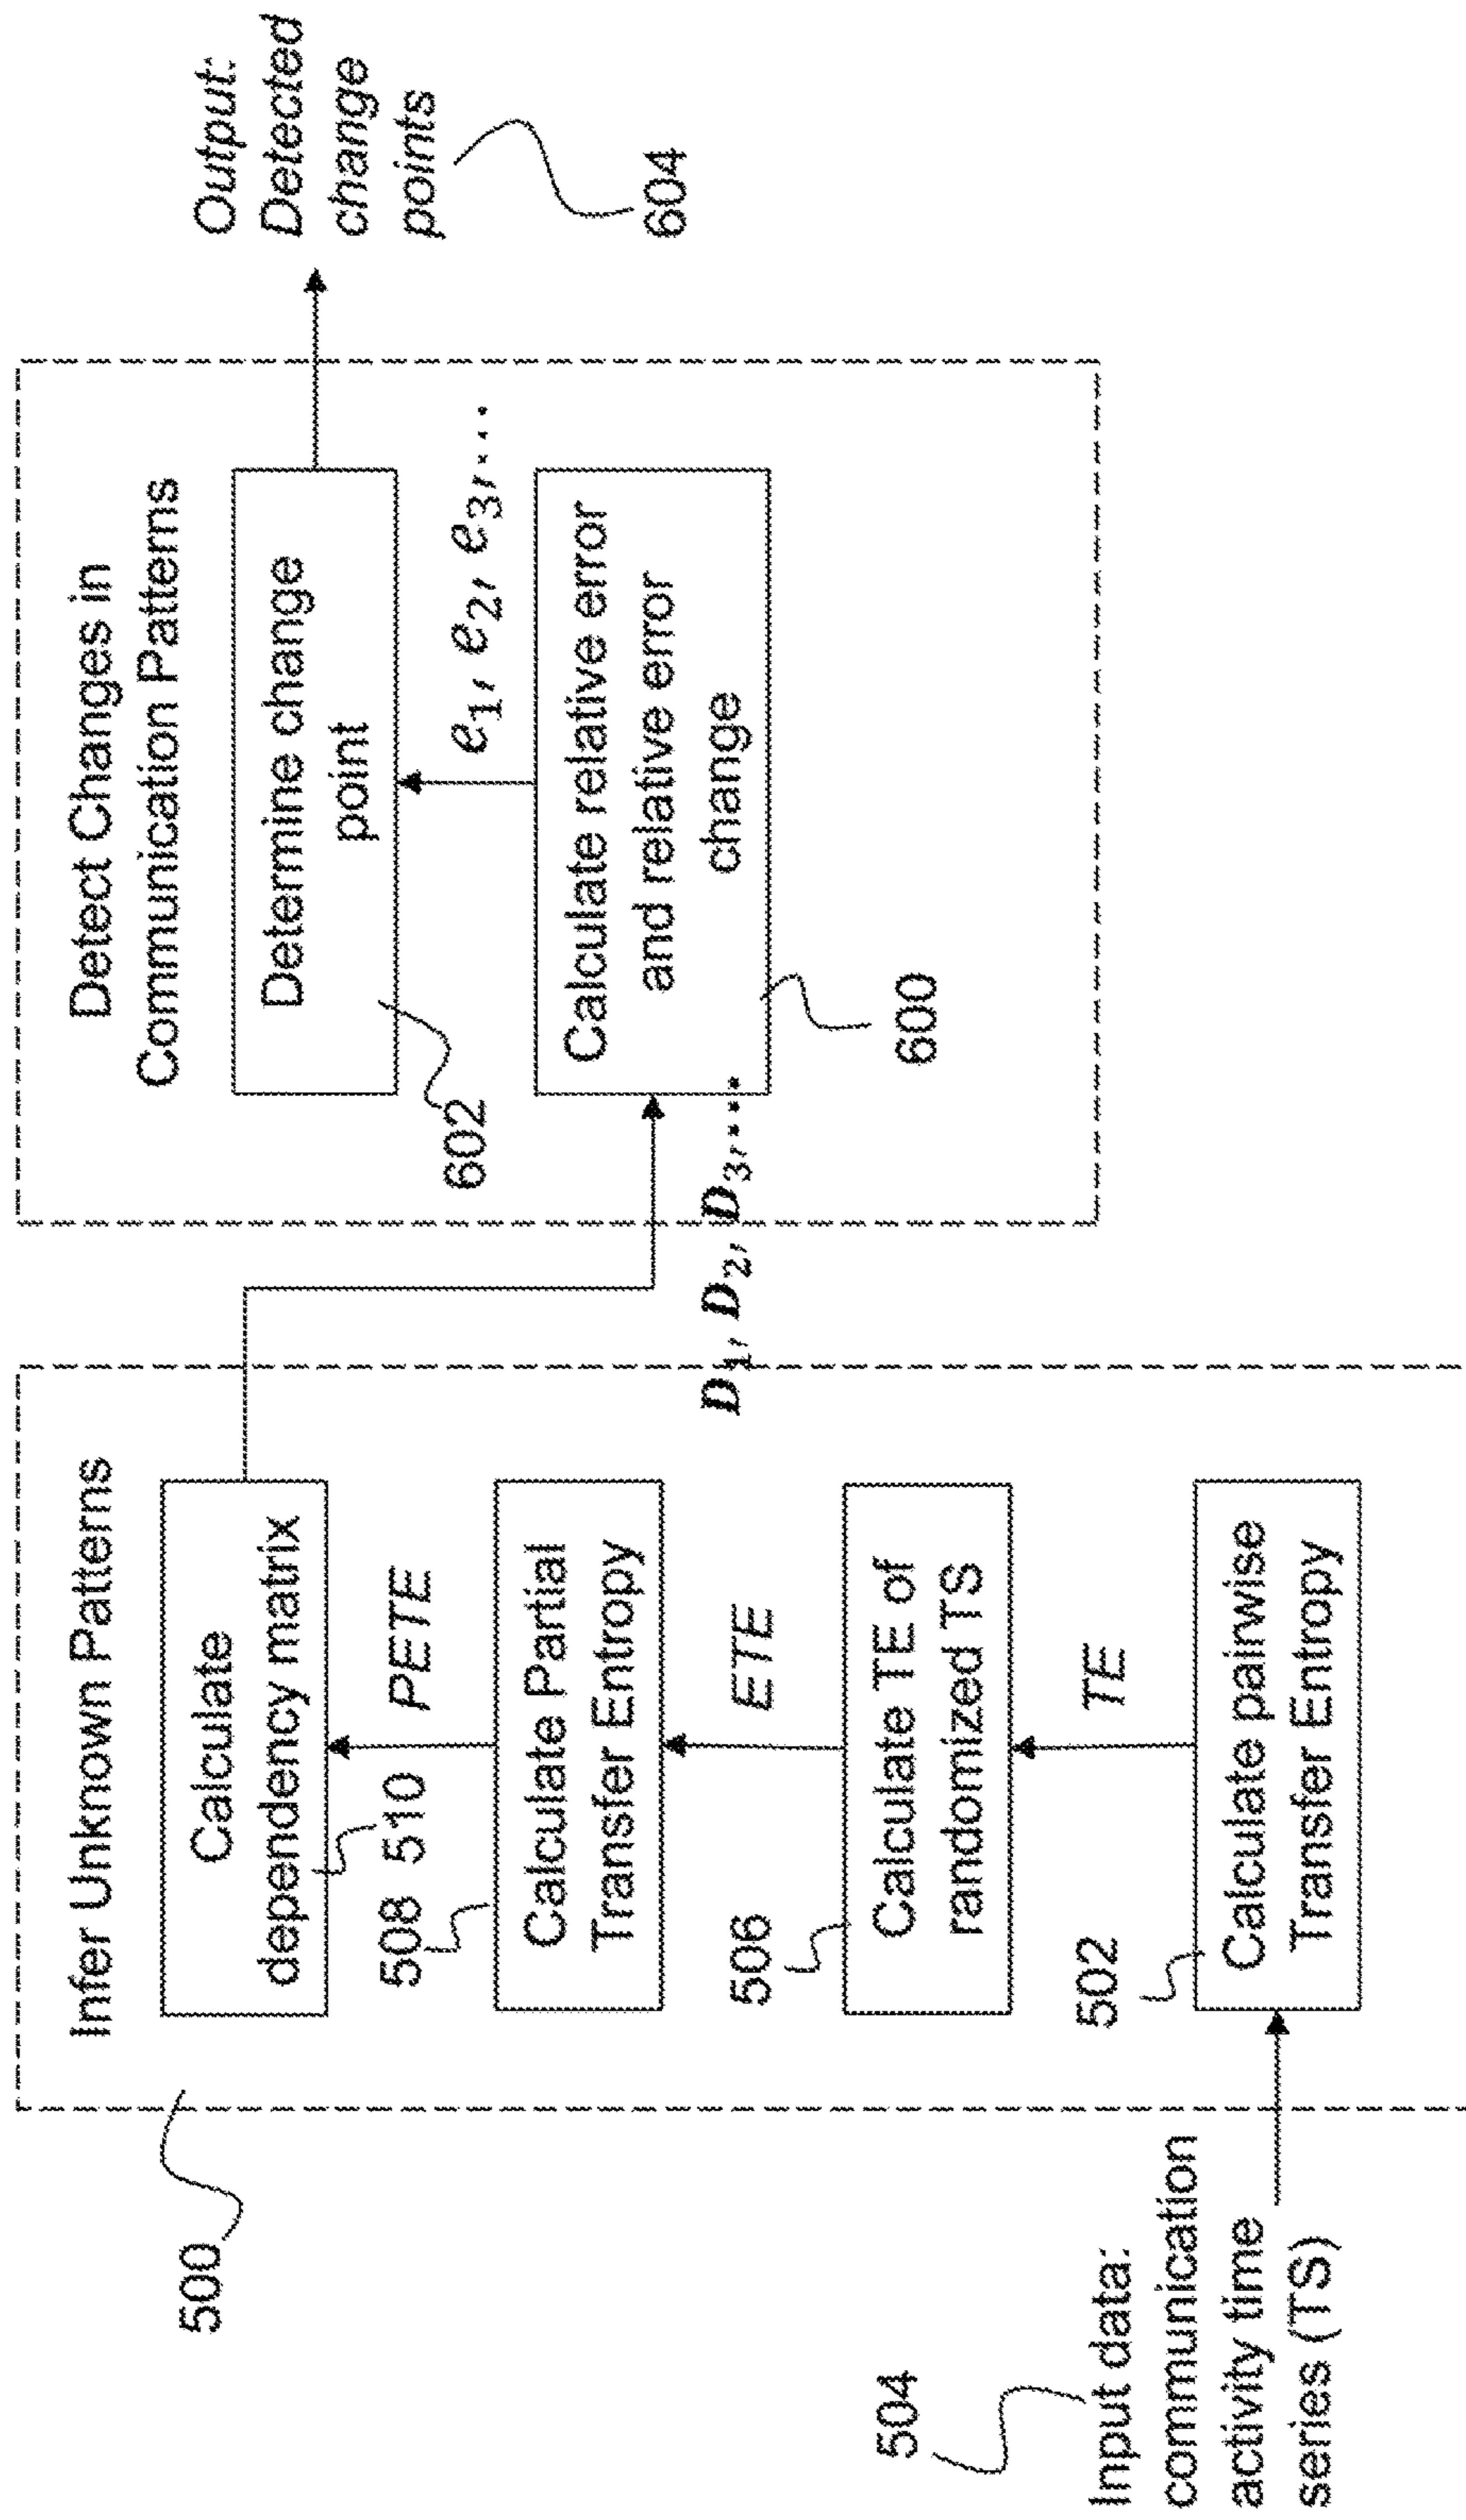 Infer Unknown Patterns
500
Calculate
dependency matrix
510
PETE
508
Calculate Partial
Transfer Entropy
ETE
506
Calculate TE of
randomized TS
TE
502
Calculate pairwise
Transfer Entropy
504
Input data:
communication
activity time
series (TS)
D₁, D₂, D₃,...
Detect Changes in
Communication Patterns
Determine change
point
602
e₁, e₂, e₃,...
Calculate relative error
and relative error
change
600
Output:
Detected
change
points
604